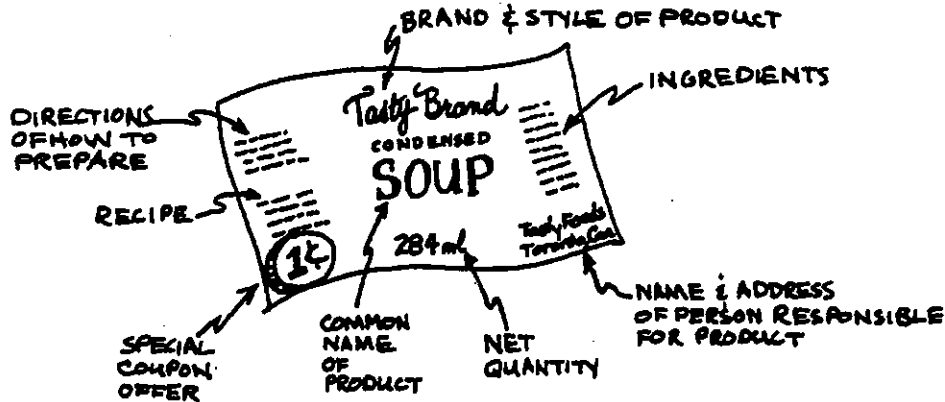 BRAND & STYLE OF PRODUCT
INGREDIENTS
DIRECTIONS
OF HOW TO
PREPARE
RECIPE
Tasty Brand
CONDENSED
SOUP
284 ml
1¢
Tasty Foods
Toronto Can.
SPECIAL
COUPON
OFFER
COMMON
NAME
OF
PRODUCT
NET
QUANTITY
NAME & ADDRESS
OF PERSON RESPONSIBLE
FOR PRODUCT